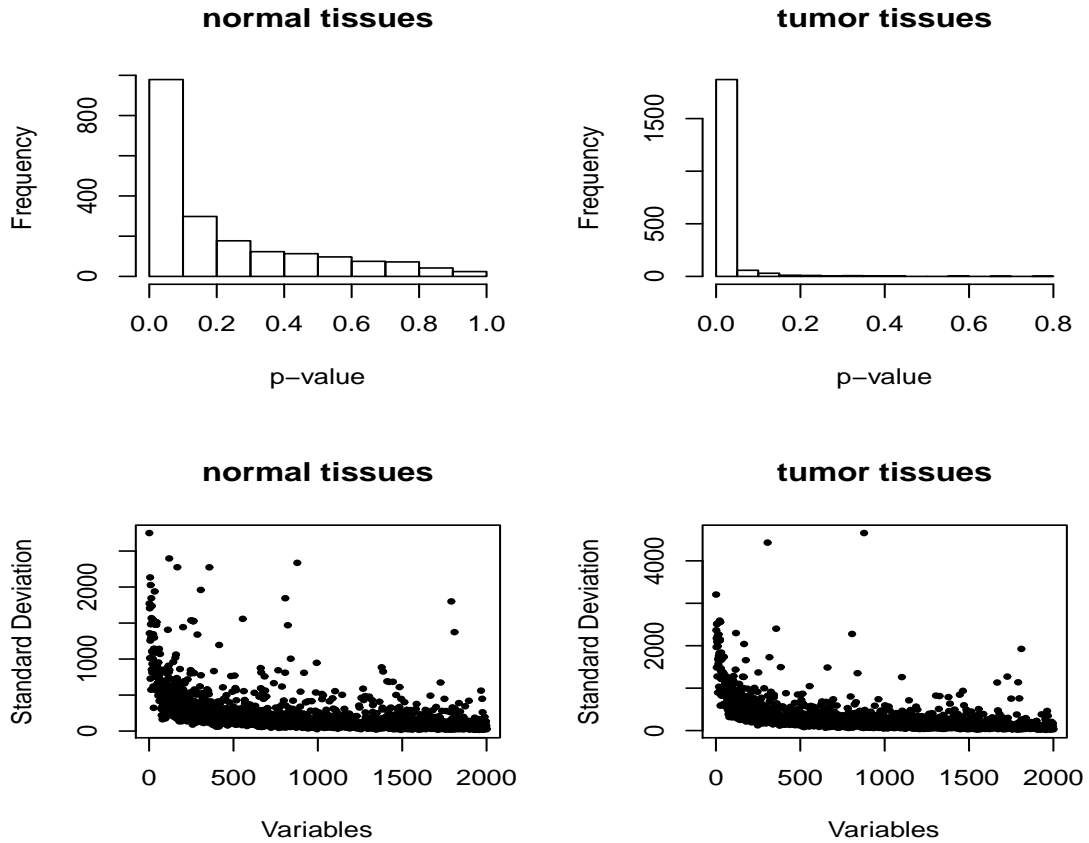 normal tissues
Frequency
0 400 800
0.0 0.2 0.4 0.6 0.8 1.0
p−value
tumor tissues
Frequency
0 500 1500
0.0 0.2 0.4 0.6 0.8
p−value
normal tissues
Standard Deviation
0 1000 2000
0 500 1000 1500 2000
Variables
tumor tissues
Standard Deviation
0 2000 4000
0 500 1000 1500 2000
Variables